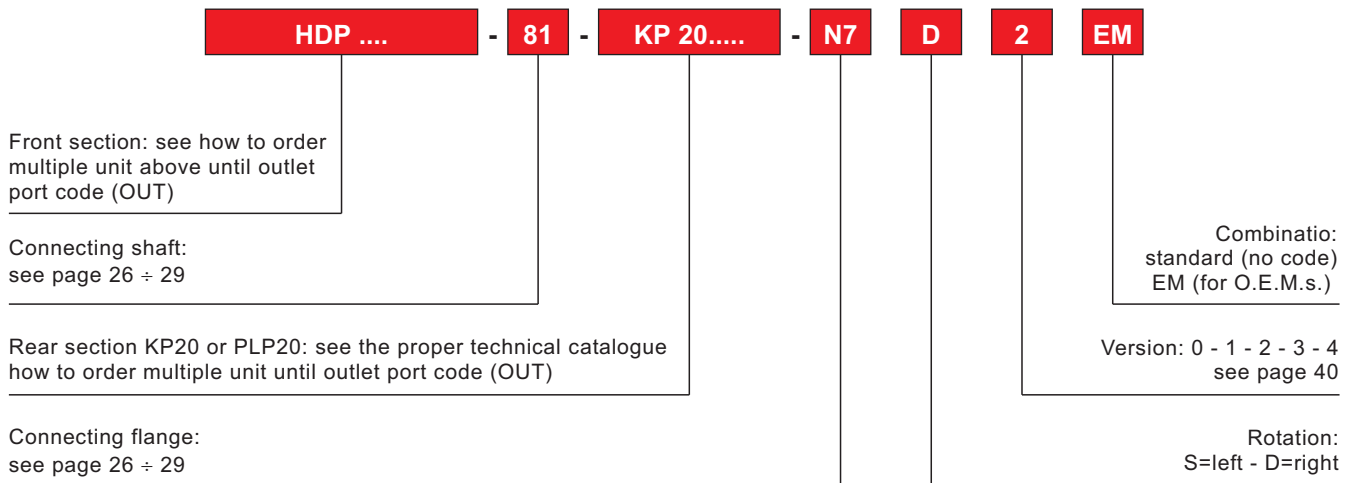 HDP .... - 81 - KP 20..... - N7 D 2 EM
Front section: see how to order
multiple unit above until outlet
port code (OUT)
Connecting shaft:
see page 26 ÷ 29
Rear section KP20 or PLP20: see the proper technical catalogue
how to order multiple unit until outlet port code (OUT)
Connecting flange:
see page 26 ÷ 29
Combinatio:
standard (no code)
EM (for O.E.M.s.)
Version: 0 - 1 - 2 - 3 - 4
see page 40
Rotation:
S=left - D=right